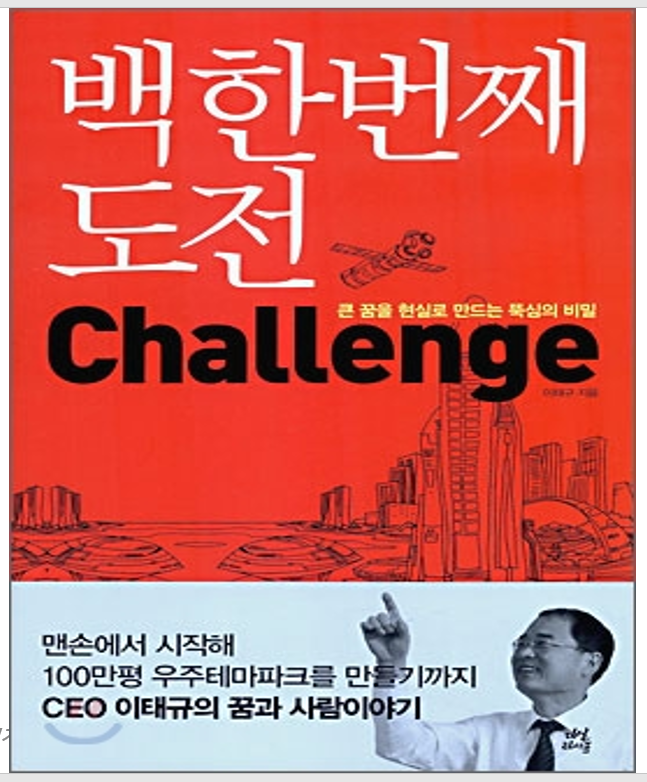 백한번째
도전
큰 꿈을 현실로 만드는 뚝심의 비밀
Challenge
이태규 지음
맨손에서 시작해
100만평 우주테마파크를 만들기까지
CEO 이태규의 꿈과 사람이야기